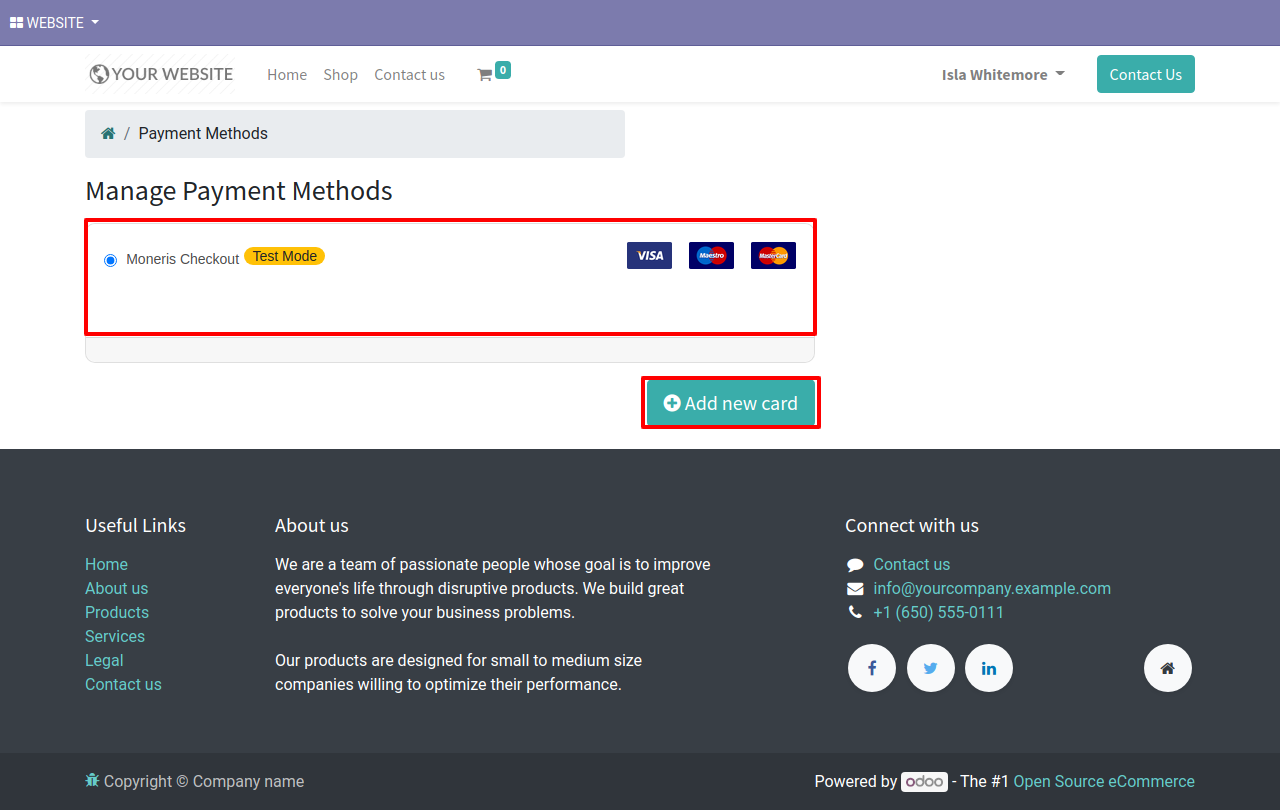 WEBSITE
YOUR WEBSITE Home Shop Contact us 0 Isla Whitemore Contact Us
/ Payment Methods
Manage Payment Methods
Moneris Checkout Test Mode VISA Maestro MasterCard
Add new card
Useful Links
Home
About us
Products
Services
Legal
Contact us
About us
We are a team of passionate people whose goal is to improve
everyone's life through disruptive products. We build great
products to solve your business problems.
Our products are designed for small to medium size
companies willing to optimize their performance.
Connect with us
Contact us
info@yourcompany.example.com
+1 (650) 555-0111
Copyright © Company name
Powered by odoo - The #1 Open Source eCommerce